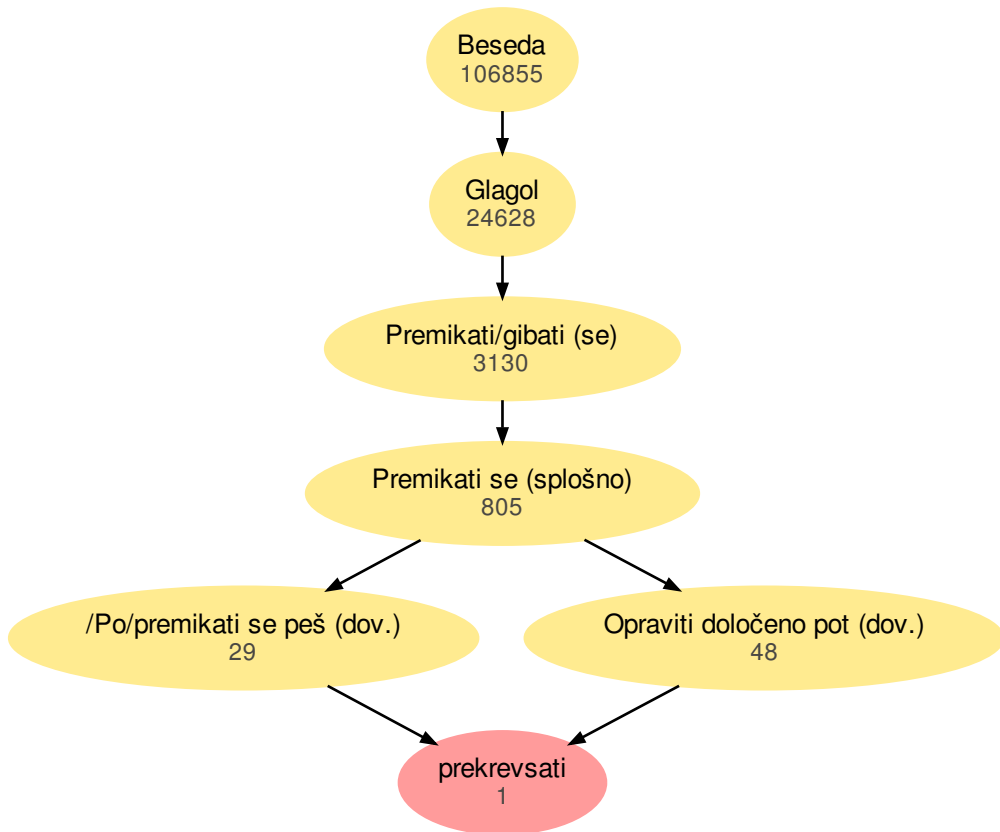 Beseda
106855
Glagol
24628
Premikati/gibati (se)
3130
Premikati se (splošno)
805
/Po/premikati se peš (dov.)
29
Opraviti določeno pot (dov.)
48
prekrevsati
1